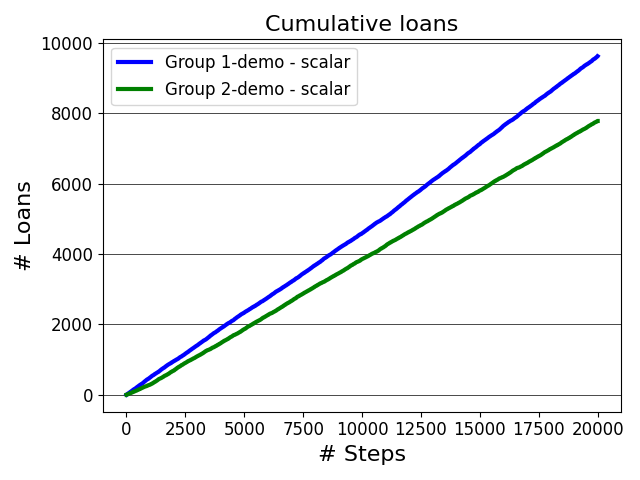 Cumulative loans
Group 1-demo - scalar
Group 2-demo - scalar
# Loans
10000
8000
6000
4000
2000
0
0 2500 5000 7500 10000 12500 15000 17500 20000
# Steps